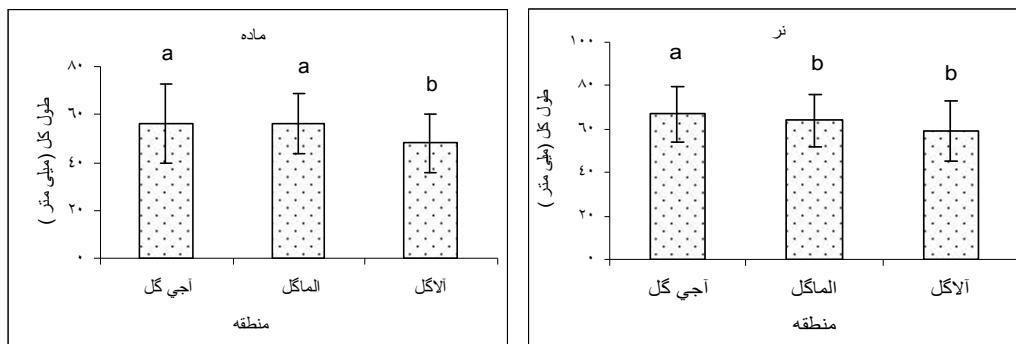 ماده
a
a
b
طول کل (میلی متر )
۸۰
۶۰
۴۰
۲۰
۰
آجي گل
الماگل
آلاگل
منطقه
نر
a
b
b
طول کل (میلی متر )
۱۰۰
۸۰
۶۰
۴۰
۲۰
۰
آجي گل
الماگل
آلاگل
منطقه